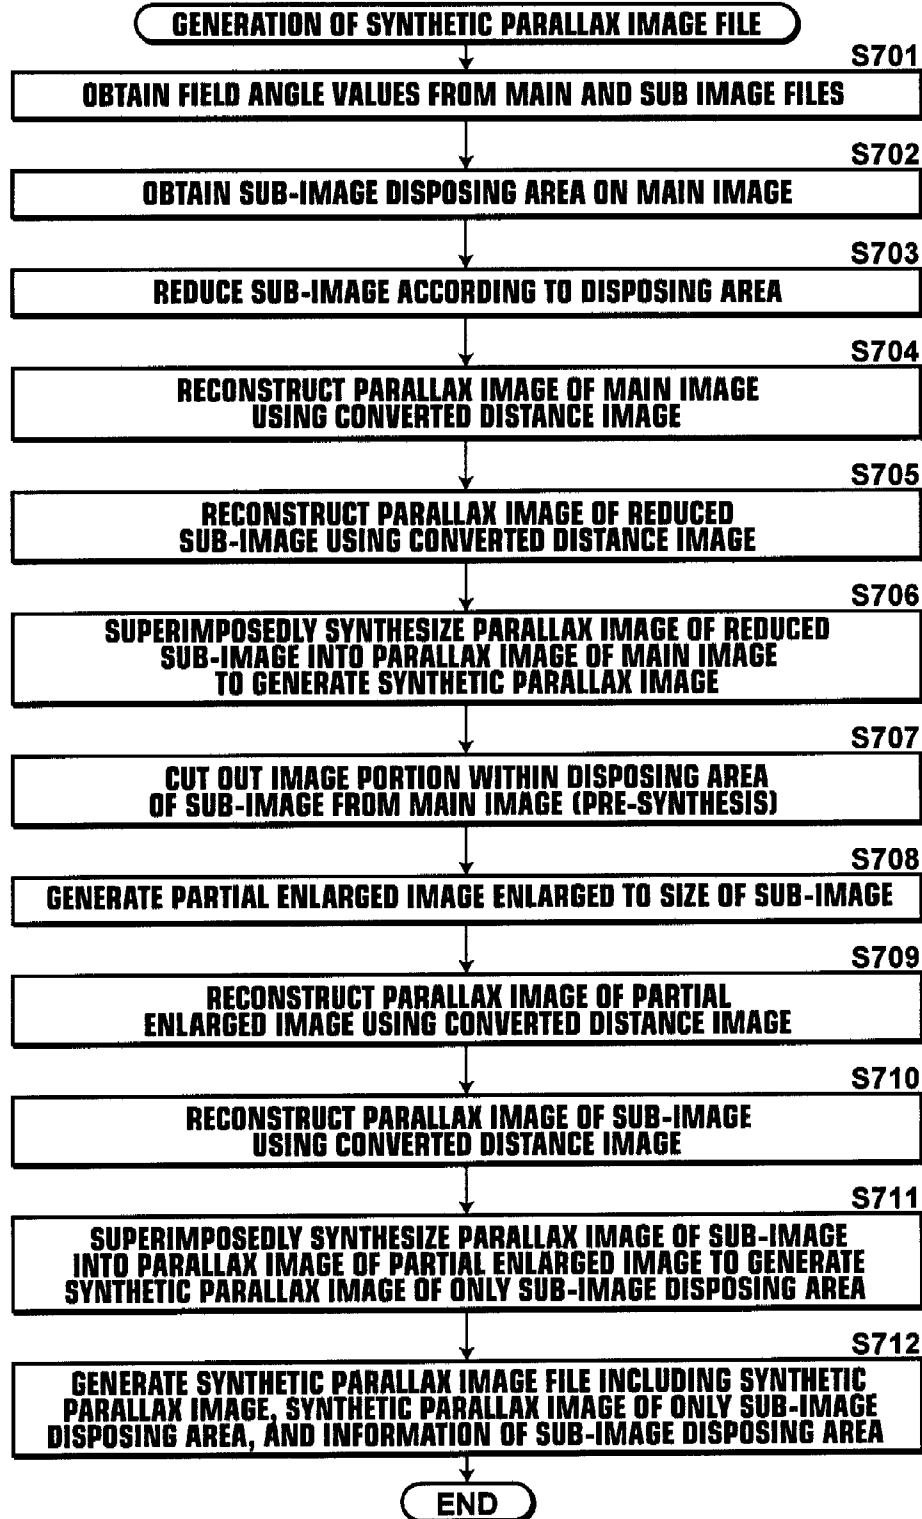 GENERATION OF SYNTHETIC PARALLAX IMAGE FILE
S701
OBTAIN FIELD ANGLE VALUES FROM MAIN AND SUB IMAGE FILES
S702
OBTAIN SUB-IMAGE DISPOSING AREA ON MAIN IMAGE
S703
REDUCE SUB-IMAGE ACCORDING TO DISPOSING AREA
S704
RECONSTRUCT PARALLAX IMAGE OF MAIN IMAGE
USING CONVERTED DISTANCE IMAGE
S705
RECONSTRUCT PARALLAX IMAGE OF REDUCED
SUB-IMAGE USING CONVERTED DISTANCE IMAGE
S706
SUPERIMPOSEDLY SYNTHESIZE PARALLAX IMAGE OF REDUCED
SUB-IMAGE INTO PARALLAX IMAGE OF MAIN IMAGE
TO GENERATE SYNTHETIC PARALLAX IMAGE
S707
CUT OUT IMAGE PORTION WITHIN DISPOSING AREA
OF SUB-IMAGE FROM MAIN IMAGE (PRE-SYNTHESIS)
S708
GENERATE PARTIAL ENLARGED IMAGE ENLARGED TO SIZE OF SUB-IMAGE
S709
RECONSTRUCT PARALLAX IMAGE OF PARTIAL
ENLARGED IMAGE USING CONVERTED DISTANCE IMAGE
S710
RECONSTRUCT PARALLAX IMAGE OF SUB-IMAGE
USING CONVERTED DISTANCE IMAGE
S711
SUPERIMPOSEDLY SYNTHESIZE PARALLAX IMAGE OF SUB-IMAGE
INTO PARALLAX IMAGE OF PARTIAL ENLARGED IMAGE TO GENERATE
SYNTHETIC PARALLAX IMAGE OF ONLY SUB-IMAGE DISPOSING AREA
S712
GENERATE SYNTHETIC PARALLAX IMAGE FILE INCLUDING SYNTHETIC
PARALLAX IMAGE, SYNTHETIC PARALLAX IMAGE OF ONLY SUB-IMAGE
DISPOSING AREA, AND INFORMATION OF SUB-IMAGE DISPOSING AREA
END